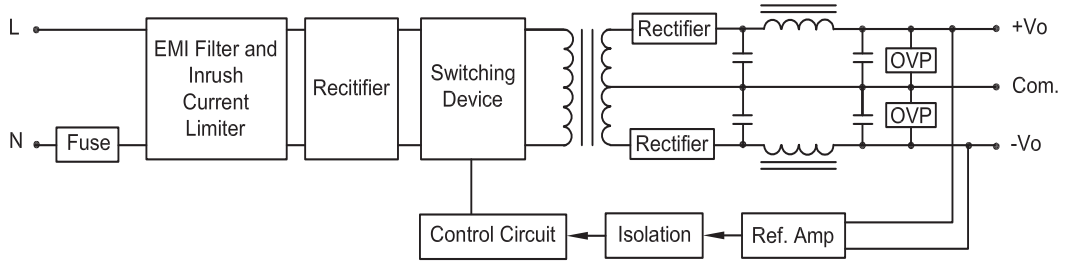 L
Rectifier
+Vo
EMI Filter and
Inrush
Current
Limiter
Recitifier
Switching
Device
OVP
Com.
OVP
N
Fuse
Rectifier
-Vo
Control Circuit
Isolation
Ref. Amp